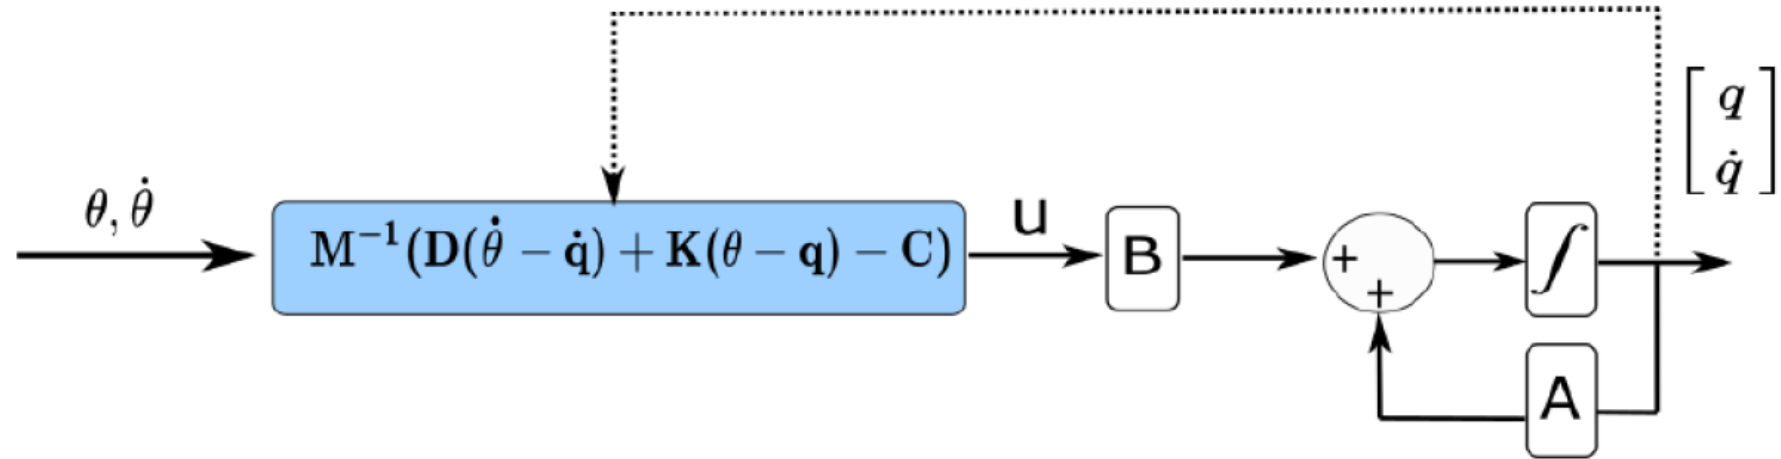 θ, θ̇
M⁻¹(D(θ̇ − q̇) + K(θ − q) − C)
u
B
+
+
∫
A
[ q
q̇ ]